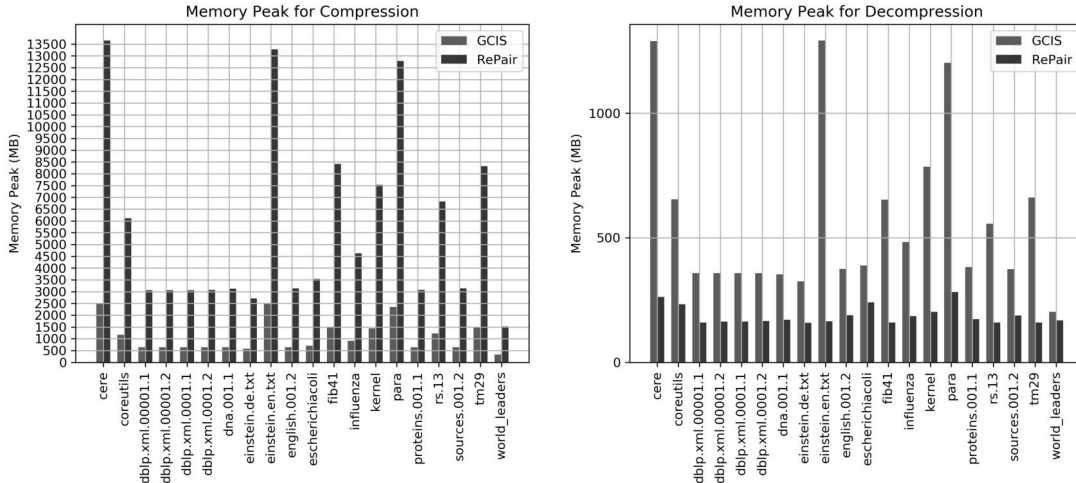 Memory Peak for Compression
GCIS
RePair
Memory Peak (MB)
13500
13000
12500
12000
11500
11000
10500
10000
9500
9000
8500
8000
7500
7000
6500
6000
5500
5000
4500
4000
3500
3000
2500
2000
1500
1000
500
0
cere
coreutils
dblp.xml.00001.1
dblp.xml.00001.2
dblp.xml.0001.1
dblp.xml.0001.2
dna.001.1
einstein.de.txt
einstein.en.txt
english.001.2
escherichiacoli
fib41
influenza
kernel
para
proteins.001.1
rs.13
sources.001.2
tm29
world_leaders
Memory Peak for Decompression
GCIS
RePair
Memory Peak (MB)
1000
500
0
cere
coreutils
dblp.xml.00001.1
dblp.xml.00001.2
dblp.xml.0001.1
dblp.xml.0001.2
dna.001.1
einstein.de.txt
einstein.en.txt
english.001.2
escherichiacoli
fib41
influenza
kernel
para
proteins.001.1
rs.13
sources.001.2
tm29
world_leaders